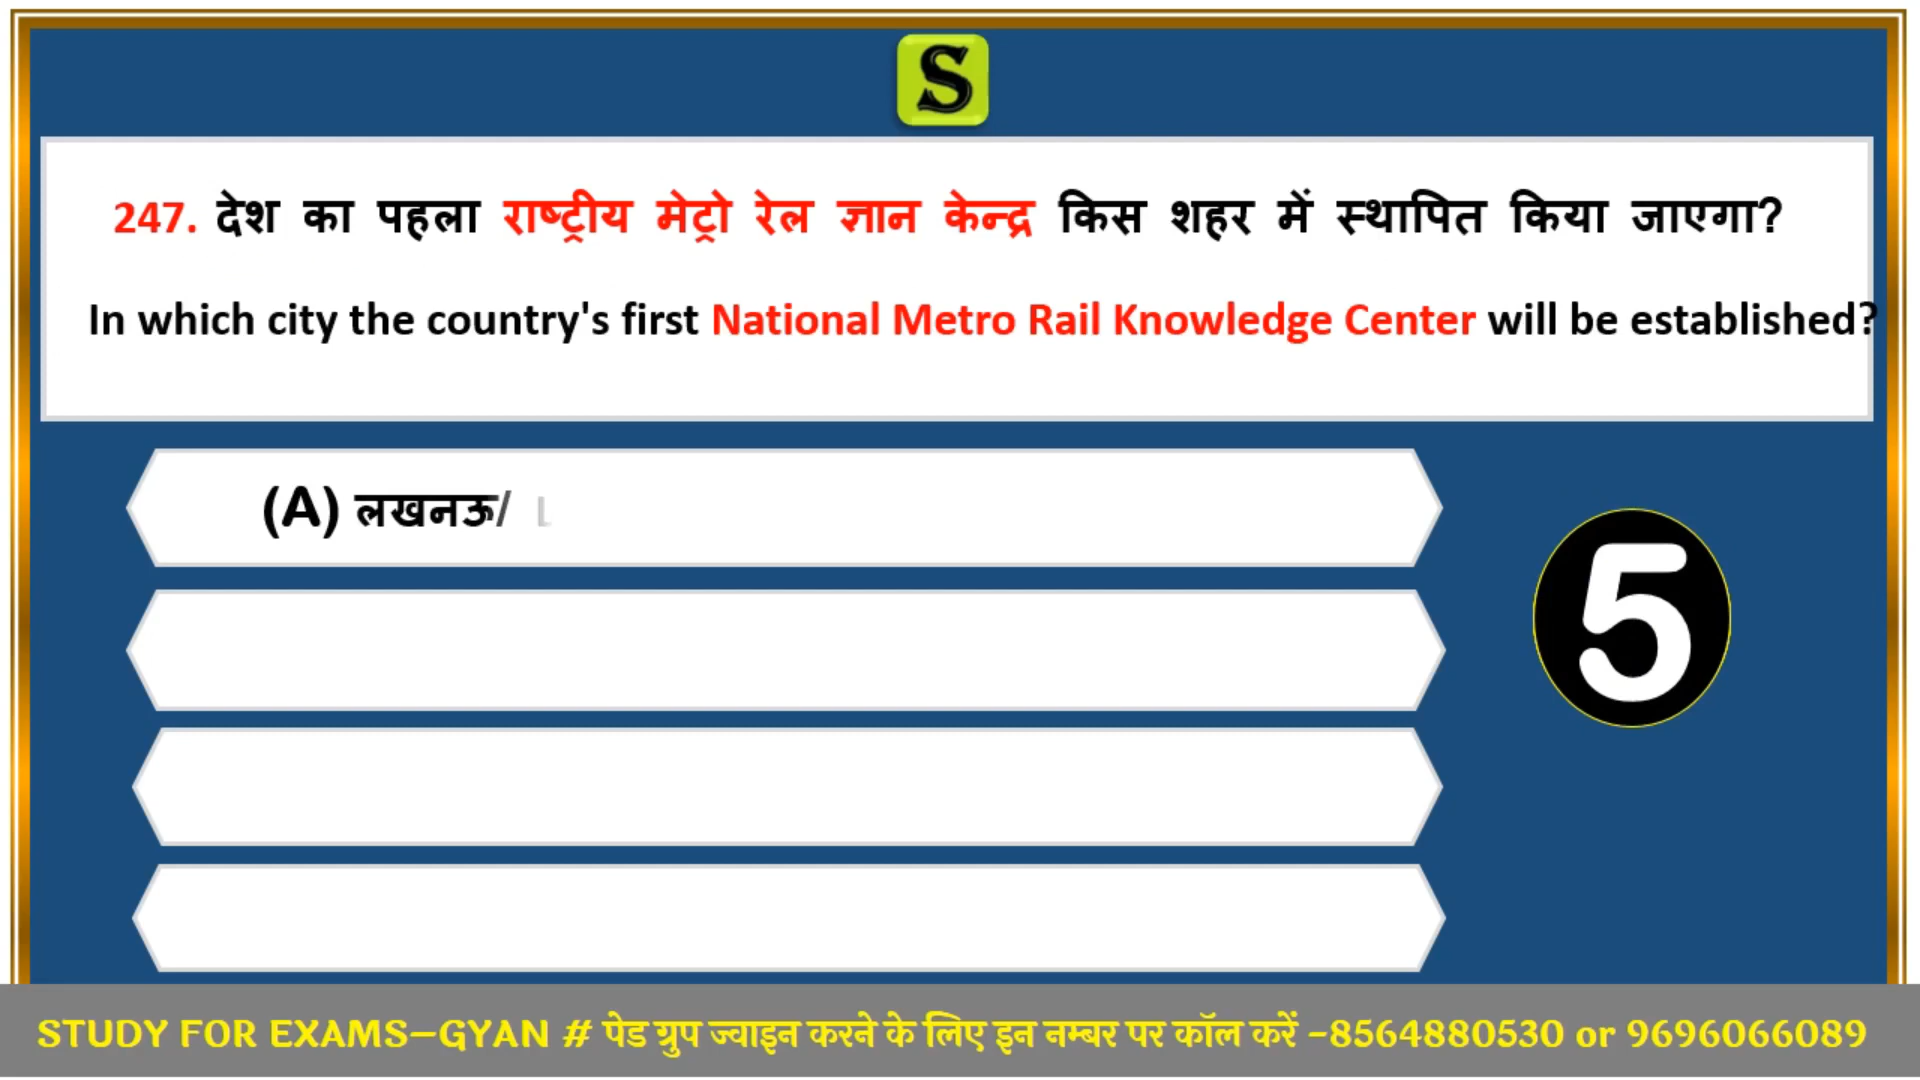 S
247. देश का पहला राष्ट्रीय मेट्रो रेल ज्ञान केन्द्र किस शहर में स्थापित किया जाएगा?
In which city the country's first National Metro Rail Knowledge Center will be established?
(A) लखनऊ/ L
5
STUDY FOR EXAMS-GYAN # पेड ग्रुप ज्वाइन करने के लिए इन नम्बर पर कॉल करें -8564880530 or 9696066089